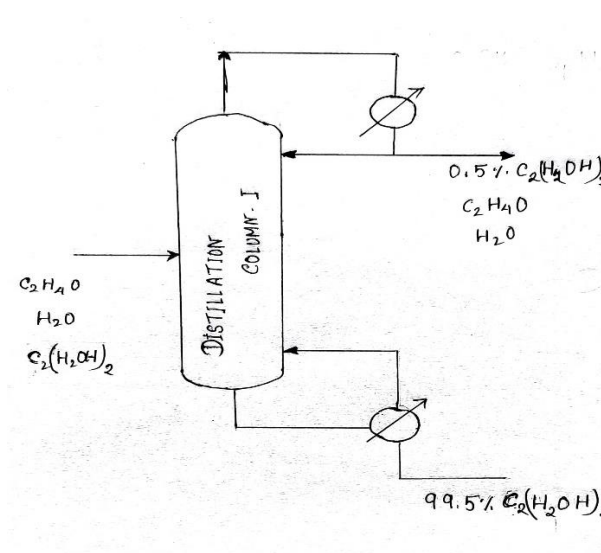 0.5 %. C₂(H₂OH)₂
C₂H₄O
H₂O
DISTILLATION
COLUMN. I
C₂H₄O
H₂O
C₂(H₂OH)₂
99.5%. C₂(H₂OH)₂